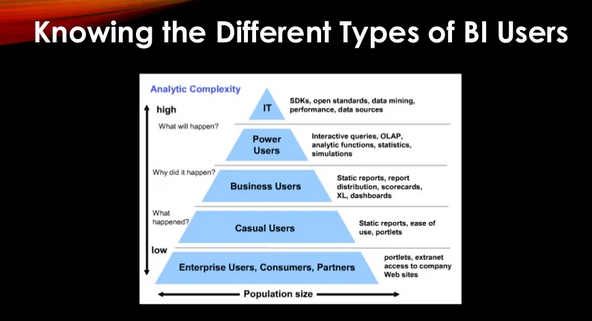 Knowing the Different Types of BI Users
Analytic Complexity
high
IT
SDKs, open standards, data mining,
performance, data sources
What will happen?
Power
Users
Interactive queries, OLAP,
analytic functions, statistics,
simulations
Why did it happen?
Business Users
Static reports, report
distribution, scorecards,
XL, dashboards
What
happened?
Casual Users
Static reports, ease of
use, portlets
low
Enterprise Users, Consumers, Partners
portlets, extranet
access to company
Web sites
Population size